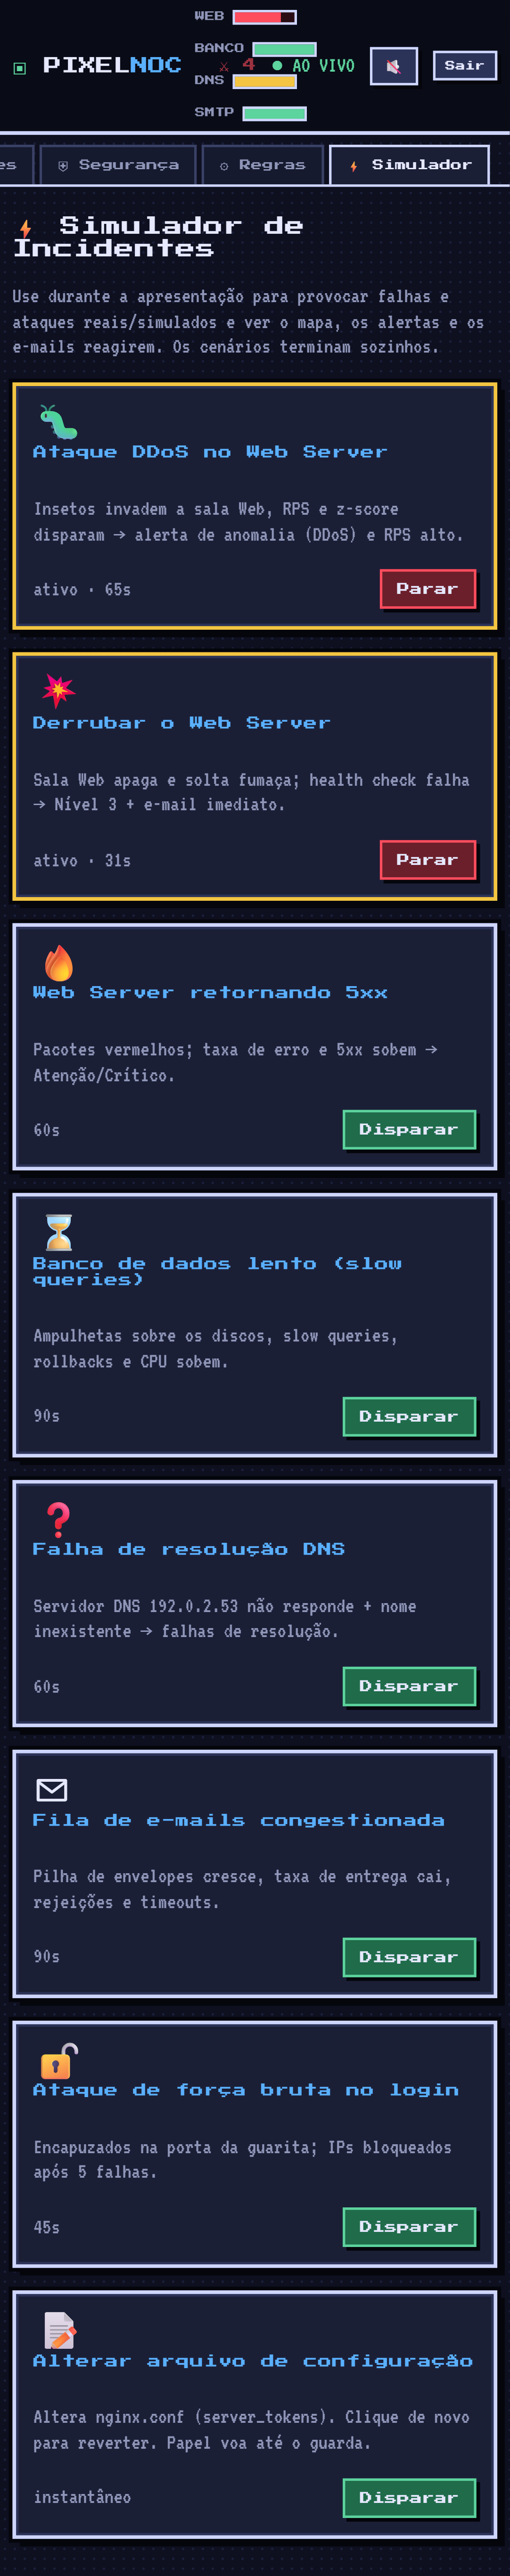 WEB
BANCO
PIXELNOC
4
AO VIVO
Sair
DNS
SMTP
es
Segurança
Regras
Simulador
Simulador de
Incidentes
Use durante a apresentação para provocar falhas e
ataques reais/simulados e ver o mapa, os alertas e os
e-mails reagirem. Os cenários terminam sozinhos.
Ataque DDoS no Web Server
Insetos invadem a sala Web, RPS e z-score
disparam → alerta de anomalia (DDoS) e RPS alto.
ativo · 65s
Parar
Derrubar o Web Server
Sala Web apaga e solta fumaça; health check falha
→ Nível 3 + e-mail imediato.
ativo · 31s
Parar
Web Server retornando 5xx
Pacotes vermelhos; taxa de erro e 5xx sobem →
Atenção/Crítico.
60s
Disparar
Banco de dados lento (slow
queries)
Ampulhetas sobre os discos, slow queries,
rollbacks e CPU sobem.
90s
Disparar
Falha de resolução DNS
Servidor DNS 192.0.2.53 não responde + nome
inexistente → falhas de resolução.
60s
Disparar
Fila de e-mails congestionada
Pilha de envelopes cresce, taxa de entrega cai,
rejeições e timeouts.
90s
Disparar
Ataque de força bruta no login
Encapuzados na porta da guarita; IPs bloqueados
após 5 falhas.
45s
Disparar
Alterar arquivo de configuração
Altera nginx.conf (server_tokens). Clique de novo
para reverter. Papel voa até o guarda.
instantâneo
Disparar